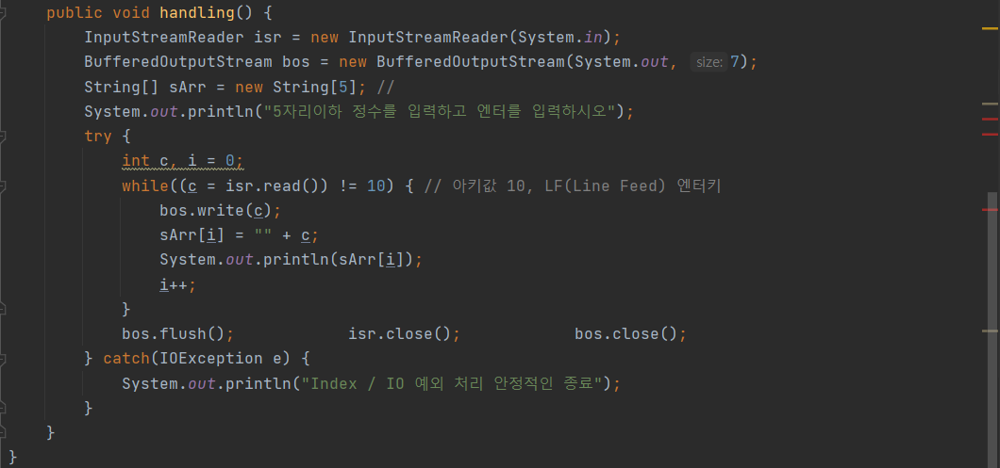 public void handling() {
InputStreamReader isr = new InputStreamReader(System.in);
BufferedOutputStream bos = new BufferedOutputStream(System.out, size: 7);
String[] sArr = new String[5]; //
System.out.println("5자리이하 정수를 입력하고 엔터를 입력하시오");
try {
int c, i = 0;
while((c = isr.read()) != 10) { // 아키값 10, LF(Line Feed) 엔터키
bos.write(c);
sArr[i] = "" + c;
System.out.println(sArr[i]);
i++;
}
bos.flush(); isr.close(); bos.close();
} catch(IOException e) {
System.out.println("Index / IO 예외 처리 안정적인 종료");
}
}
}